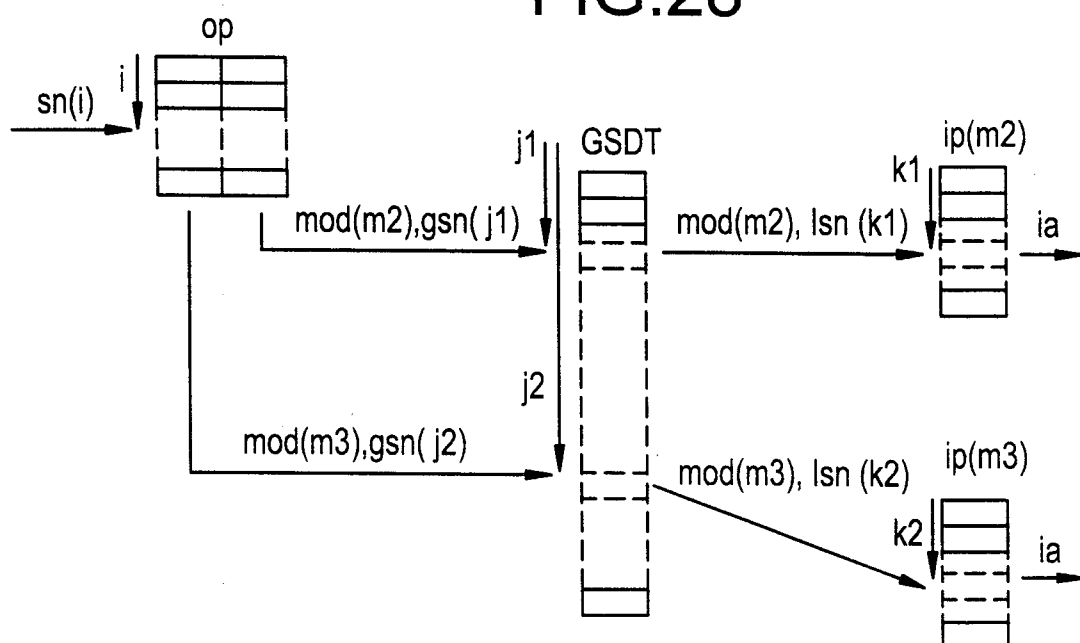 op
i
sn(i)
j1
GSDT
ip(m2)
k1
mod(m2),gsn( j1)
mod(m2), lsn (k1)
ia
j2
mod(m3),gsn( j2)
mod(m3), lsn (k2)
ip(m3)
k2
ia